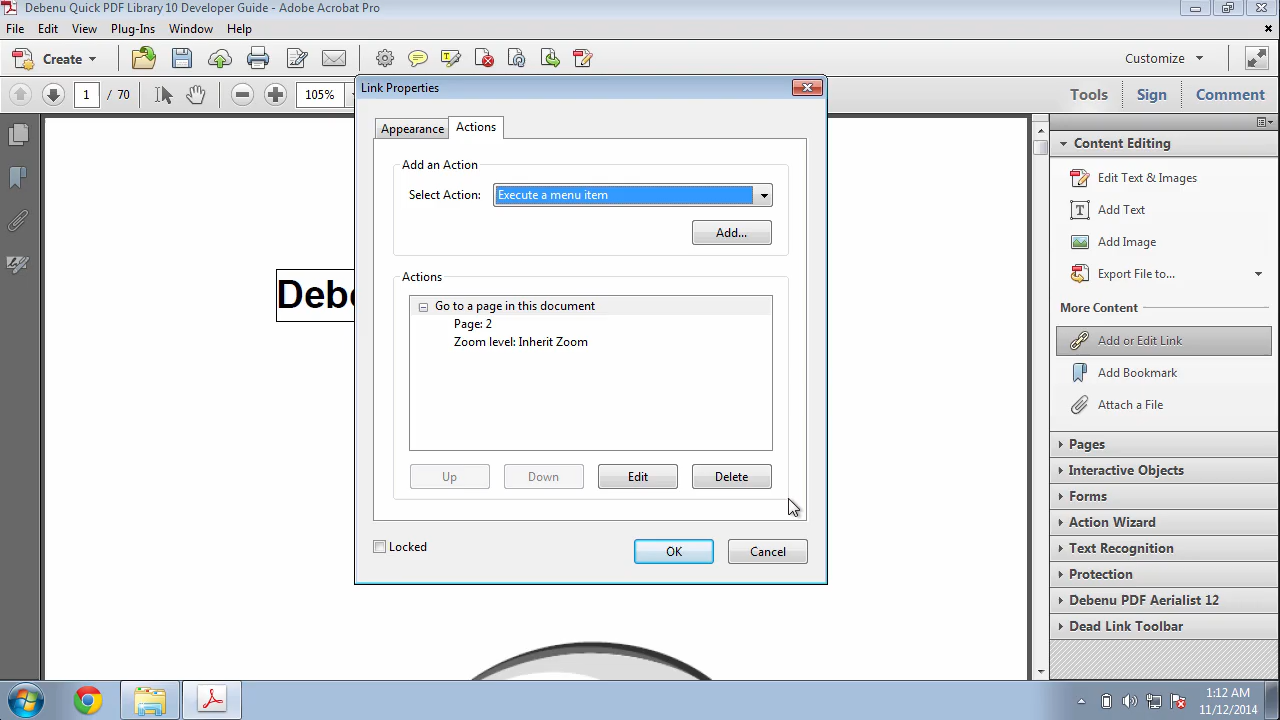 Debenu Quick PDF Library 10 Developer Guide - Adobe Acrobat Pro
File Edit View Plug-Ins Window Help
Create
Customize
1 / 70
105%
Tools
Sign
Comment
Link Properties
Appearance
Actions
Add an Action
Select Action:
Execute a menu item
Add...
Actions
Go to a page in this document
Page: 2
Zoom level: Inherit Zoom
Up
Down
Edit
Delete
Locked
OK
Cancel
Content Editing
Edit Text & Images
Add Text
Add Image
Export File to...
More Content
Add or Edit Link
Add Bookmark
Attach a File
Pages
Interactive Objects
Forms
Action Wizard
Text Recognition
Protection
Debenu PDF Aerialist 12
Dead Link Toolbar
1:12 AM
11/12/2014